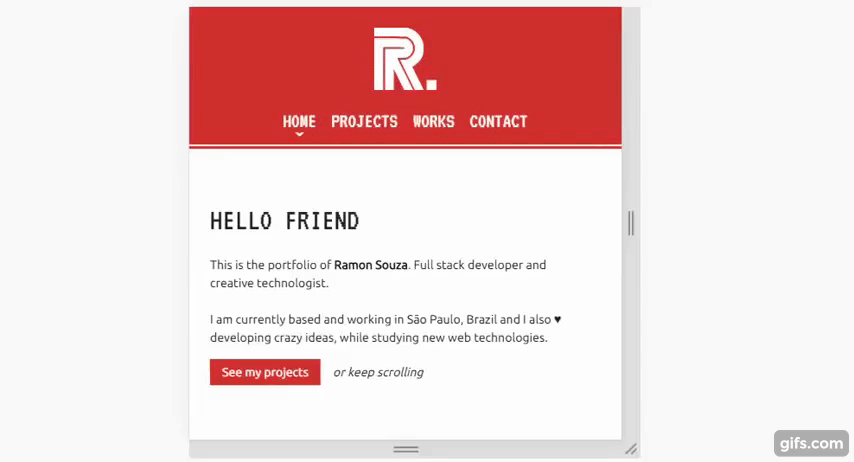 R.
HOME PROJECTS WORKS CONTACT
HELLO FRIEND
This is the portfolio of Ramon Souza. Full stack developer and
creative technologist.
I am currently based and working in São Paulo, Brazil and I also ♥
developing crazy ideas, while studying new web technologies.
See my projects or keep scrolling
gifs.com